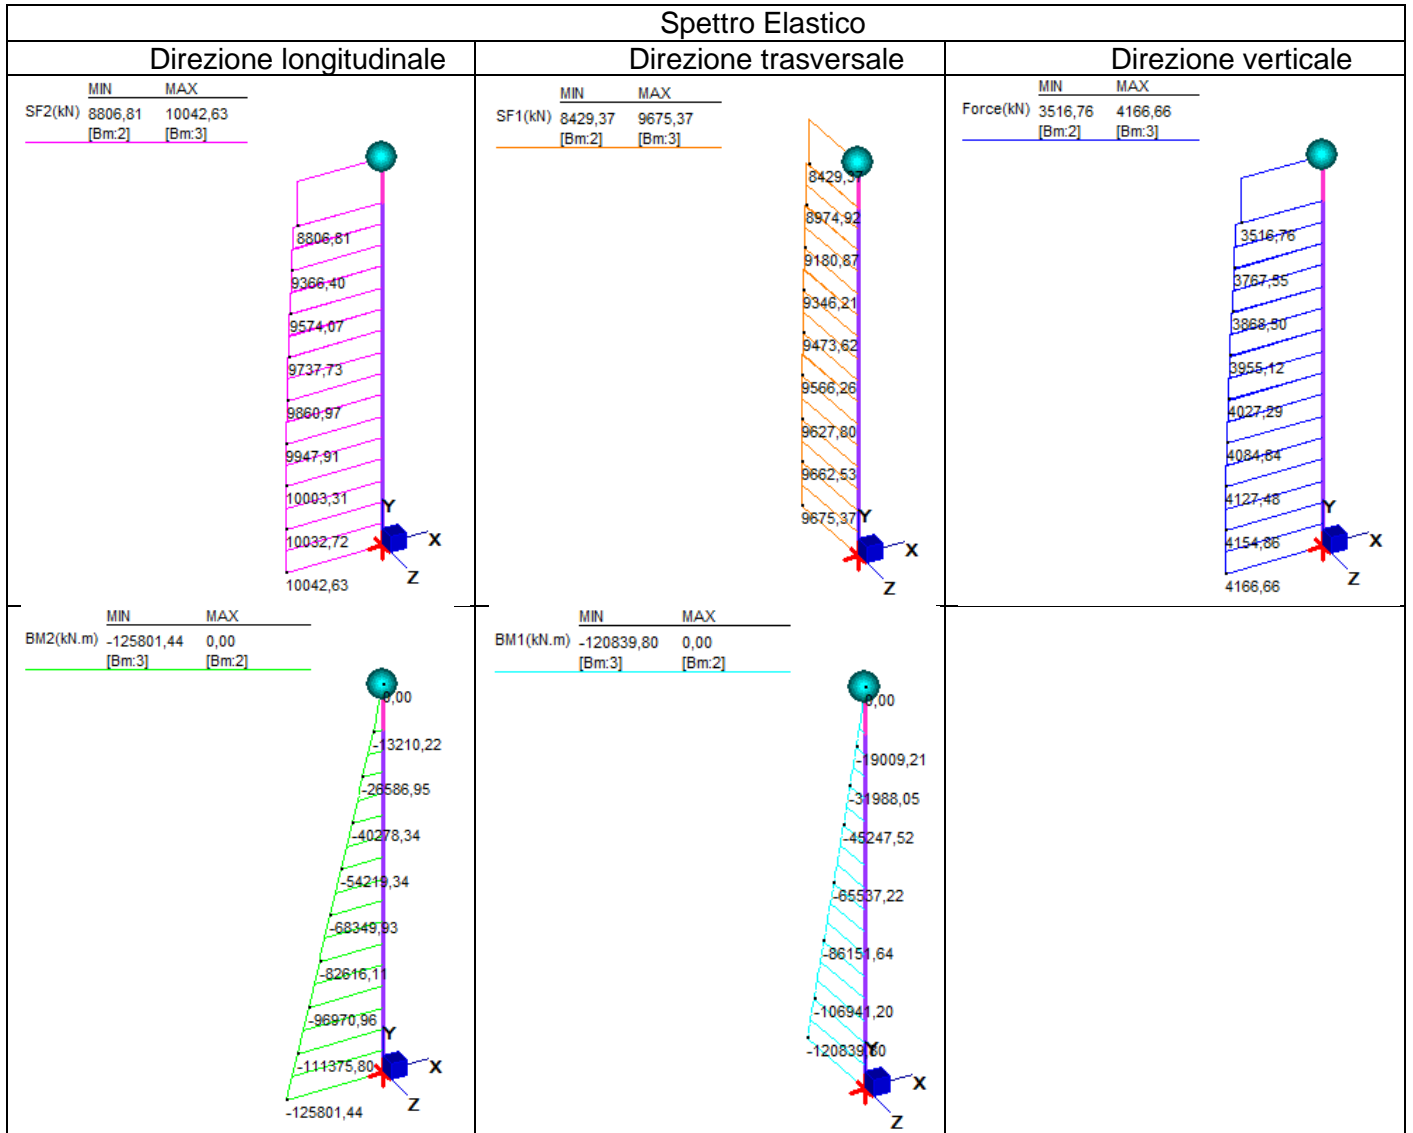 Spettro Elastico
Direzione longitudinale
Direzione trasversale
Direzione verticale
MIN MAX
SF2(kN) 8806,81 10042,63
[Bm:2] [Bm:3]
8806,81
9366,40
9574,07
9737,73
9860,97
9947,91
10003,31
10032,72
10042,63
Y
X
Z
MIN MAX
SF1(kN) 8429,37 9675,37
[Bm:2] [Bm:3]
8429,37
8974,92
9180,87
9346,21
9473,62
9566,26
9627,80
9662,53
9675,37
Y
X
Z
MIN MAX
Force(kN) 3516,76 4166,66
[Bm:2] [Bm:3]
3516,76
3767,55
3868,50
3955,12
4027,29
4084,84
4127,48
4154,86
4166,66
Y
X
Z
MIN MAX
BM2(kN.m) -125801,44 0,00
[Bm:3] [Bm:2]
0,00
-13210,22
-26586,95
-40278,34
-54219,34
-68349,93
-82616,11
-96970,96
-111375,80
-125801,44
Y
X
Z
MIN MAX
BM1(kN.m) -120839,80 0,00
[Bm:3] [Bm:2]
0,00
-19009,21
-31988,05
-45247,52
-65537,22
-86151,64
-106941,20
-120839,80
Y
X
Z